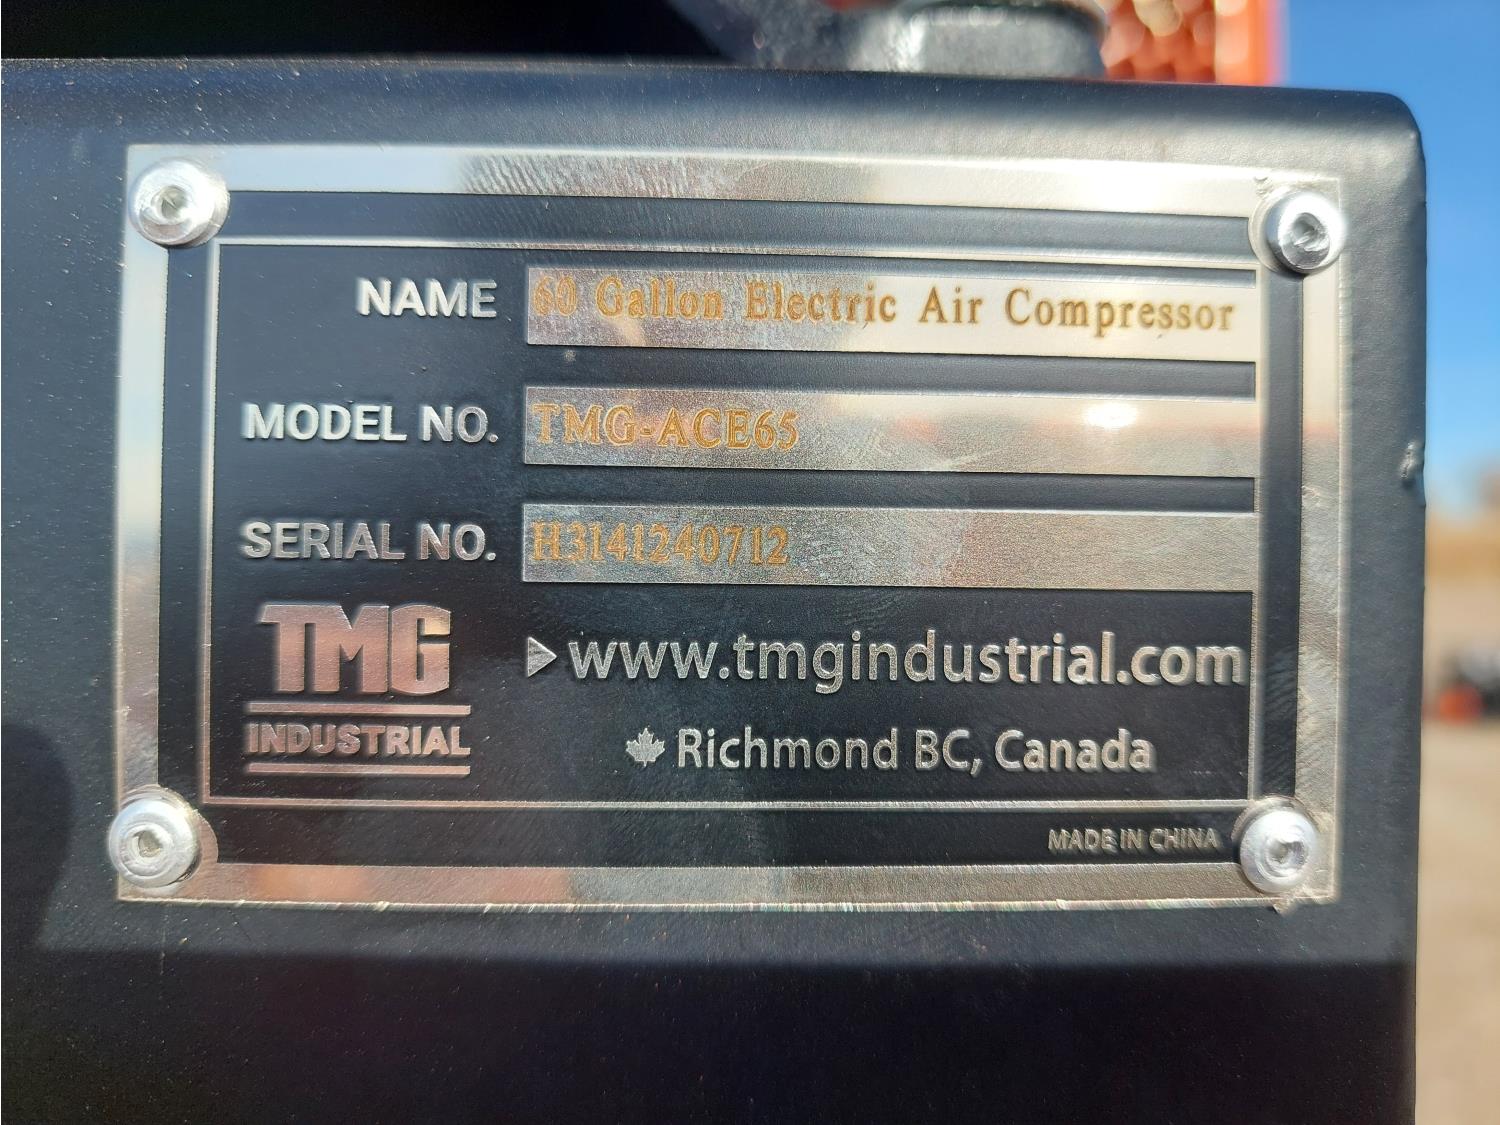 NAME 60 Gallon Electric Air Compressor
MODEL NO. TMG-ACE65
SERIAL NO. H3141240712
TMG
INDUSTRIAL
www.tmgindustrial.com
Richmond BC, Canada
MADE IN CHINA